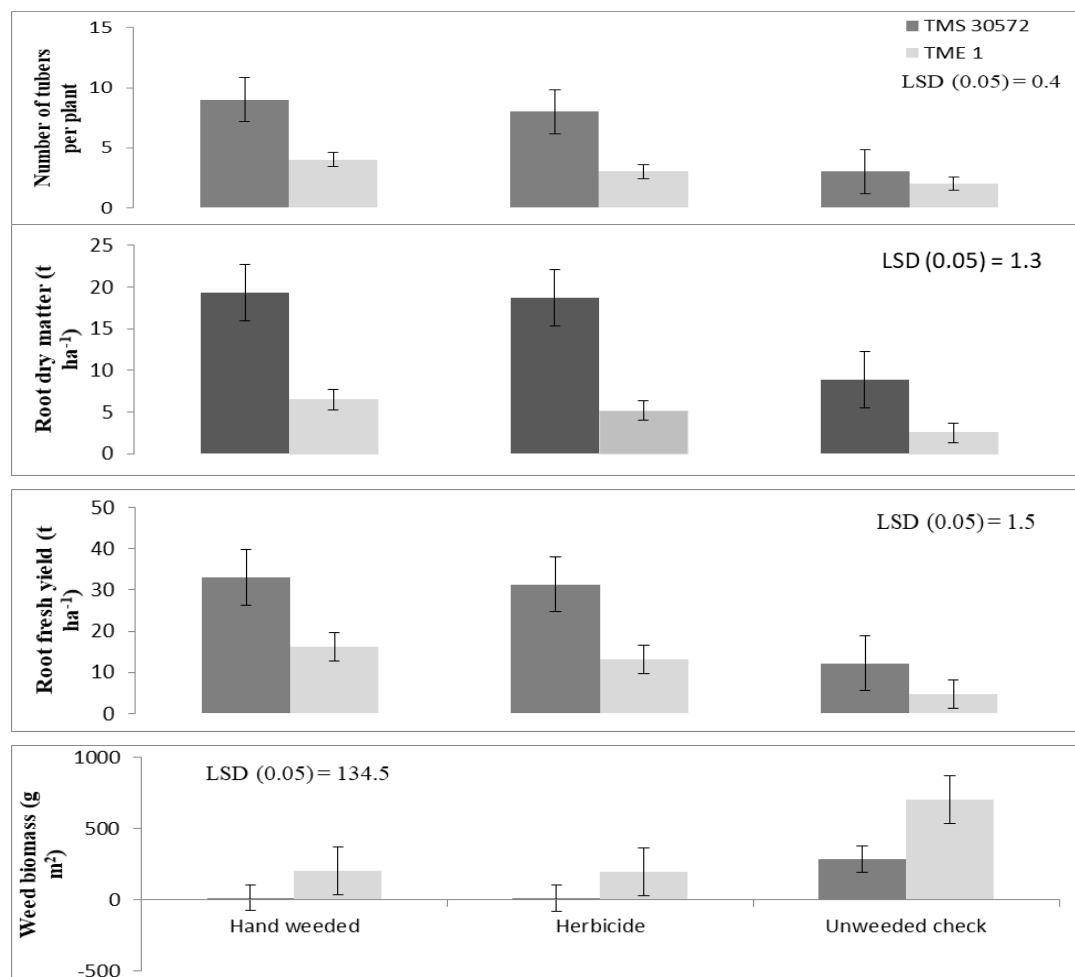 15
10
5
0
Number of tubers
per plant
TMS 30572
TME 1
LSD (0.05) = 0.4
25
20
15
10
5
0
Root dry matter (t
ha-1)
LSD (0.05) = 1.3
50
40
30
20
10
0
Root fresh yield (t
ha-1)
LSD (0.05) = 1.5
1000
500
0
-500
Weed biomass (g
m2)
LSD (0.05) = 134.5
Hand weeded
Herbicide
Unweeded check